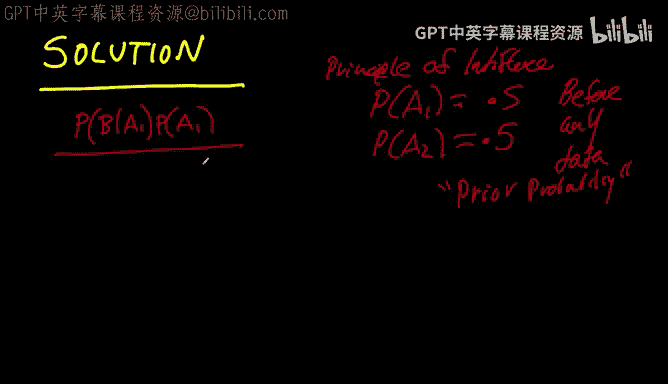 GPT中英字幕课程资源@bilibili.com
GPT中英字幕课程资源 bilibili
SOLUTION
Principle of
P(B|A₁)P(A₁)
P(A₁) = .5 Before
P(A₂) = .5 any
data
"Prior Probability"